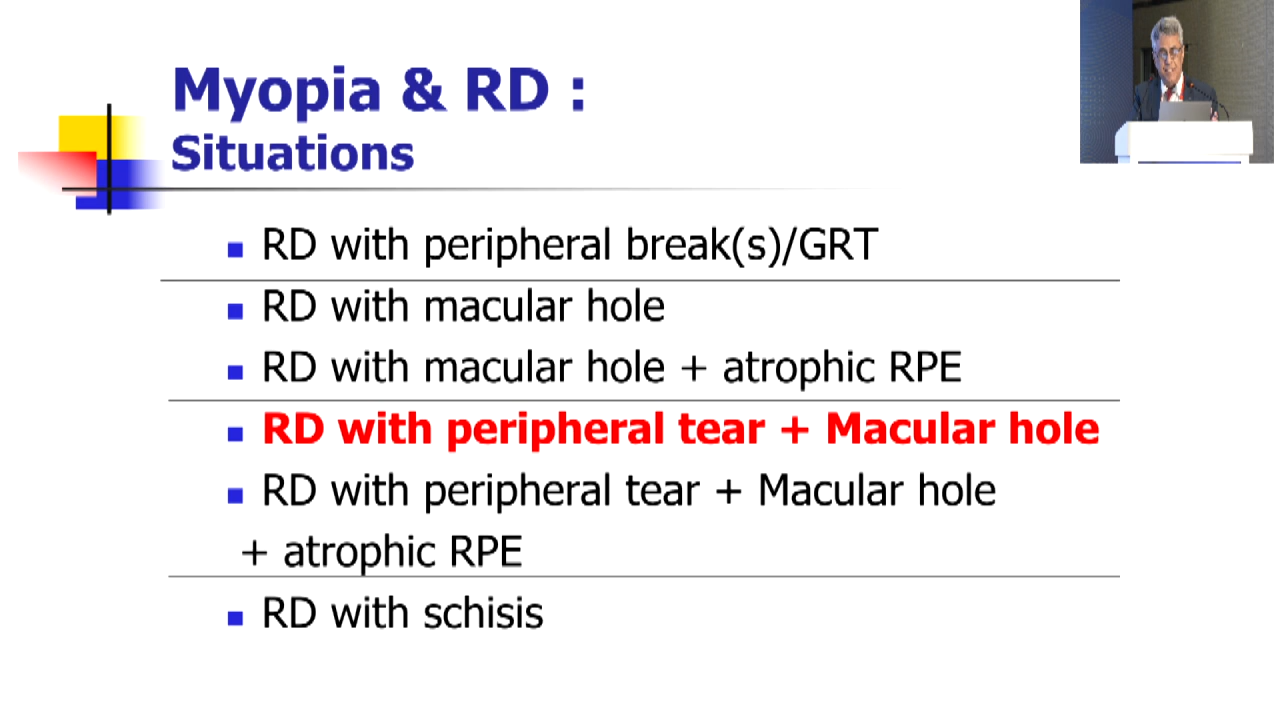 Myopia & RD :
Situations
RD with peripheral break(s)/GRT
RD with macular hole
RD with macular hole + atrophic RPE
RD with peripheral tear + Macular hole
RD with peripheral tear + Macular hole
+ atrophic RPE
RD with schisis